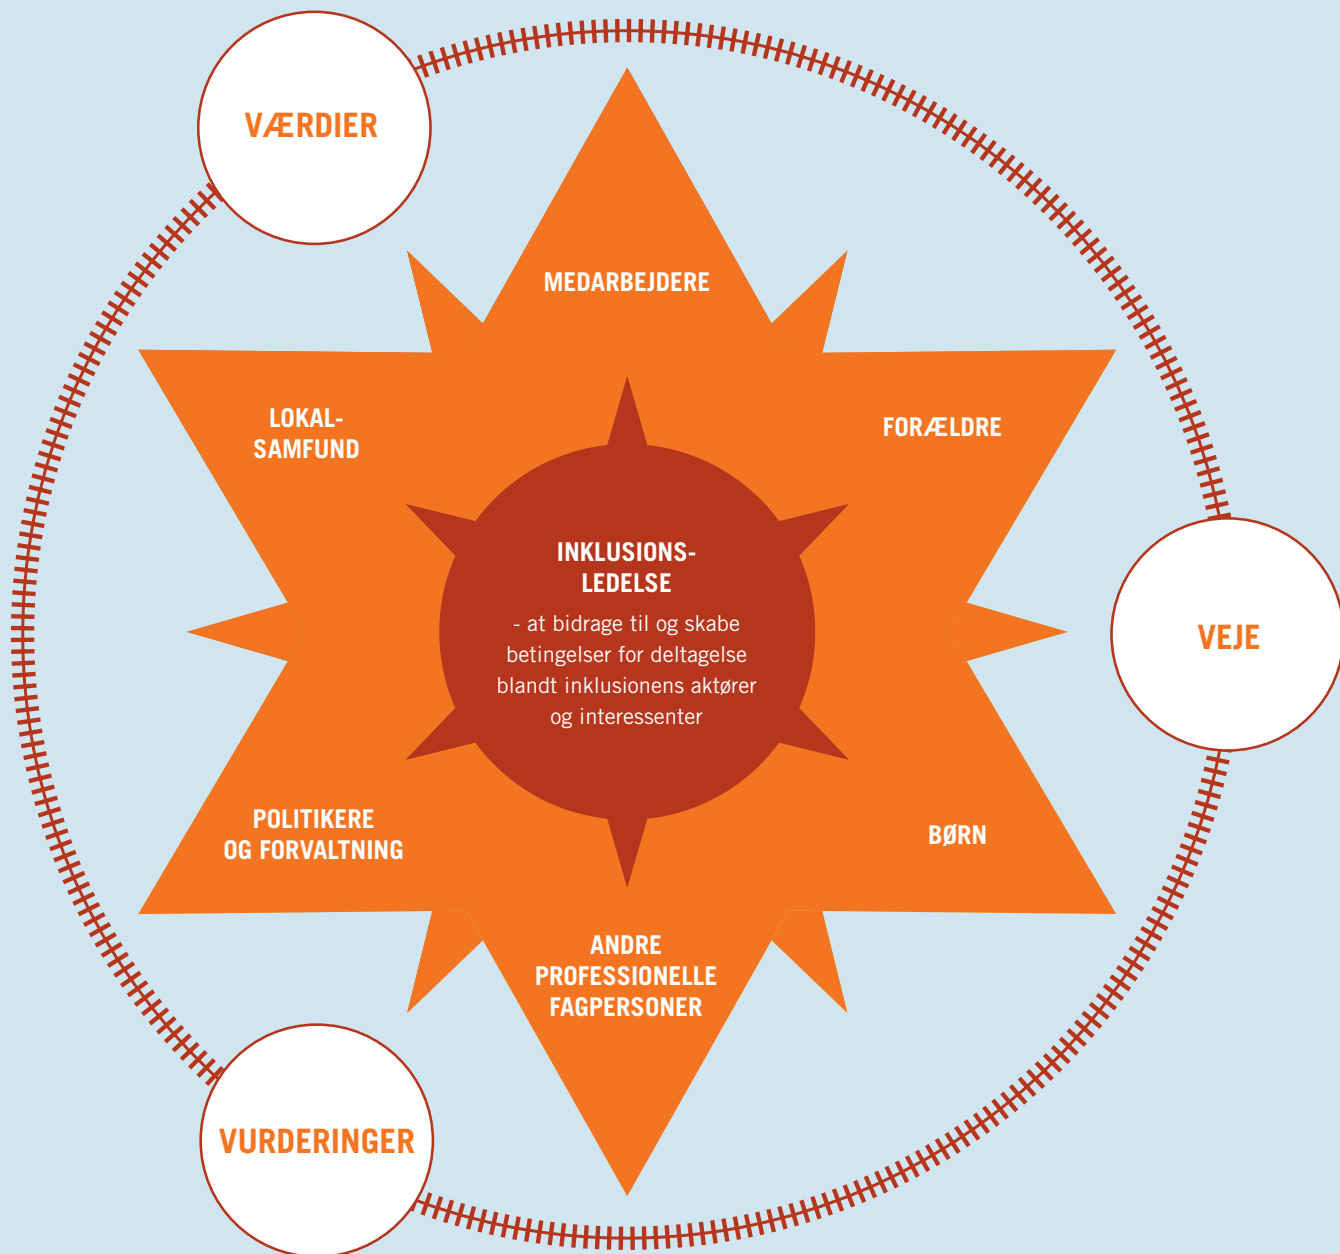 VÆRDIER
MEDARBEJDERE
LOKAL-
SAMFUND
FORÆLDRE
INKLUSIONS-
LEDELSE
- at bidrage til og skabe
betingelser for deltagelse
blandt inklusionens aktører
og interessenter
VEJE
POLITIKERE
OG FORVALTNING
BØRN
ANDRE
PROFESSIONELLE
FAGPERSONER
VURDERINGER